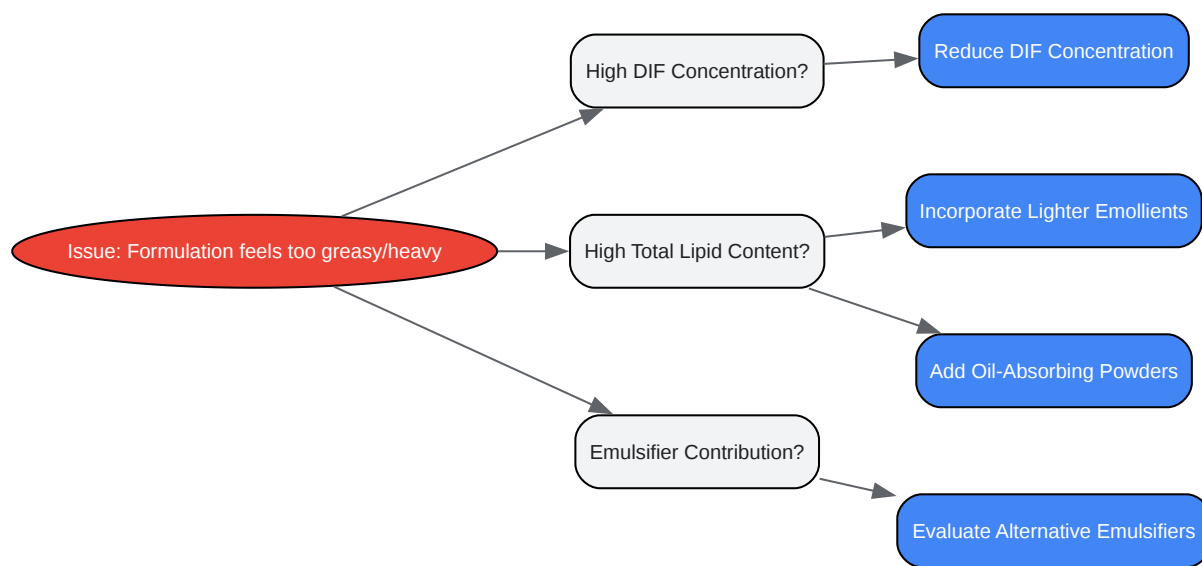 High DIF Concentration?
Reduce DIF Concentration
Issue: Formulation feels too greasy/heavy
High Total Lipid Content?
Incorporate Lighter Emollients
Add Oil-Absorbing Powders
Emulsifier Contribution?
Evaluate Alternative Emulsifiers